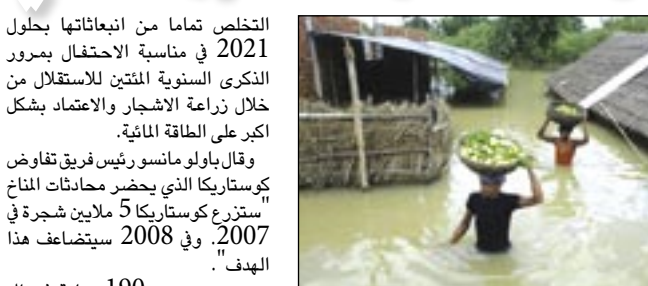 التخلص تماما من انبعاثاتها بحلول
2021 في مناسبة الاحتفال بمرور
الذكرى السنوية المئتين للاستقلال من
خلال زراعة الاشجار والاعتماد بشكل
اكبر على الطاقة المائية.
وقال باولو مانسو رئيس فريق تفاوض
كوستاريكا الذي يحضر محادثات المناخ
"ستزرع كوستاريكا 5 ملايين شجرة في
2007. وفي 2008 سيتضاعف هذا
الهدف".
190